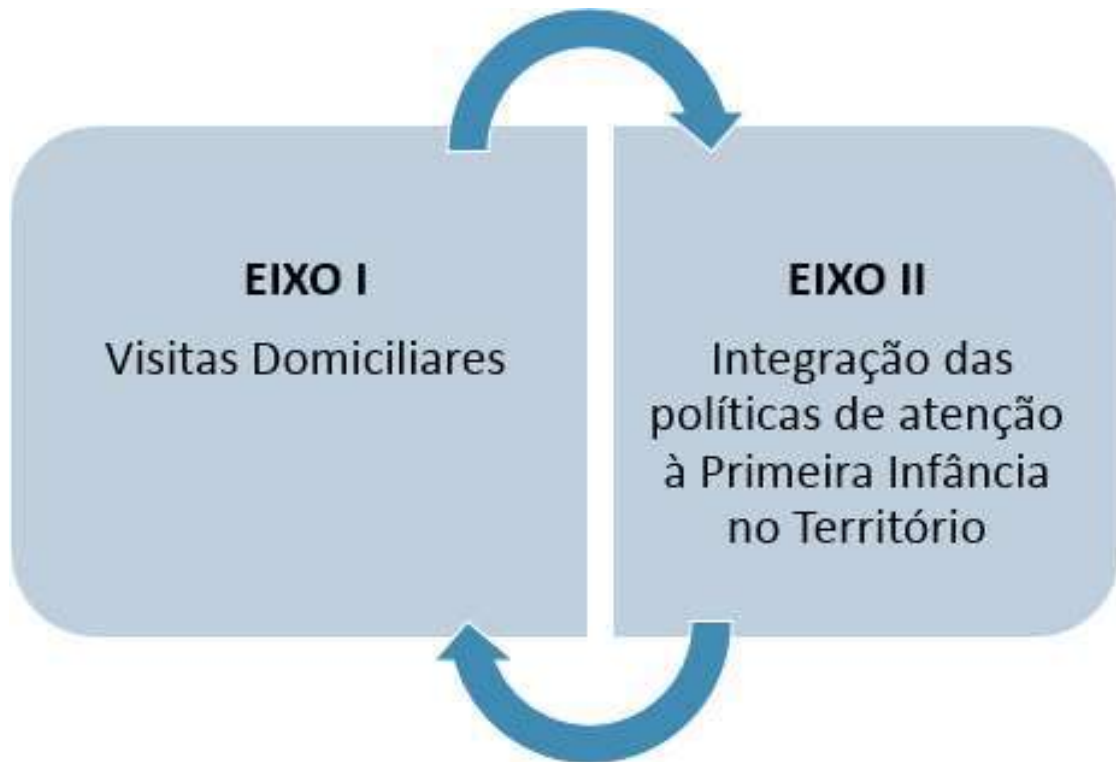 EIXO I
Visitas Domiciliares
EIXO II
Integração das
políticas de atenção
à Primeira Infância
no Território